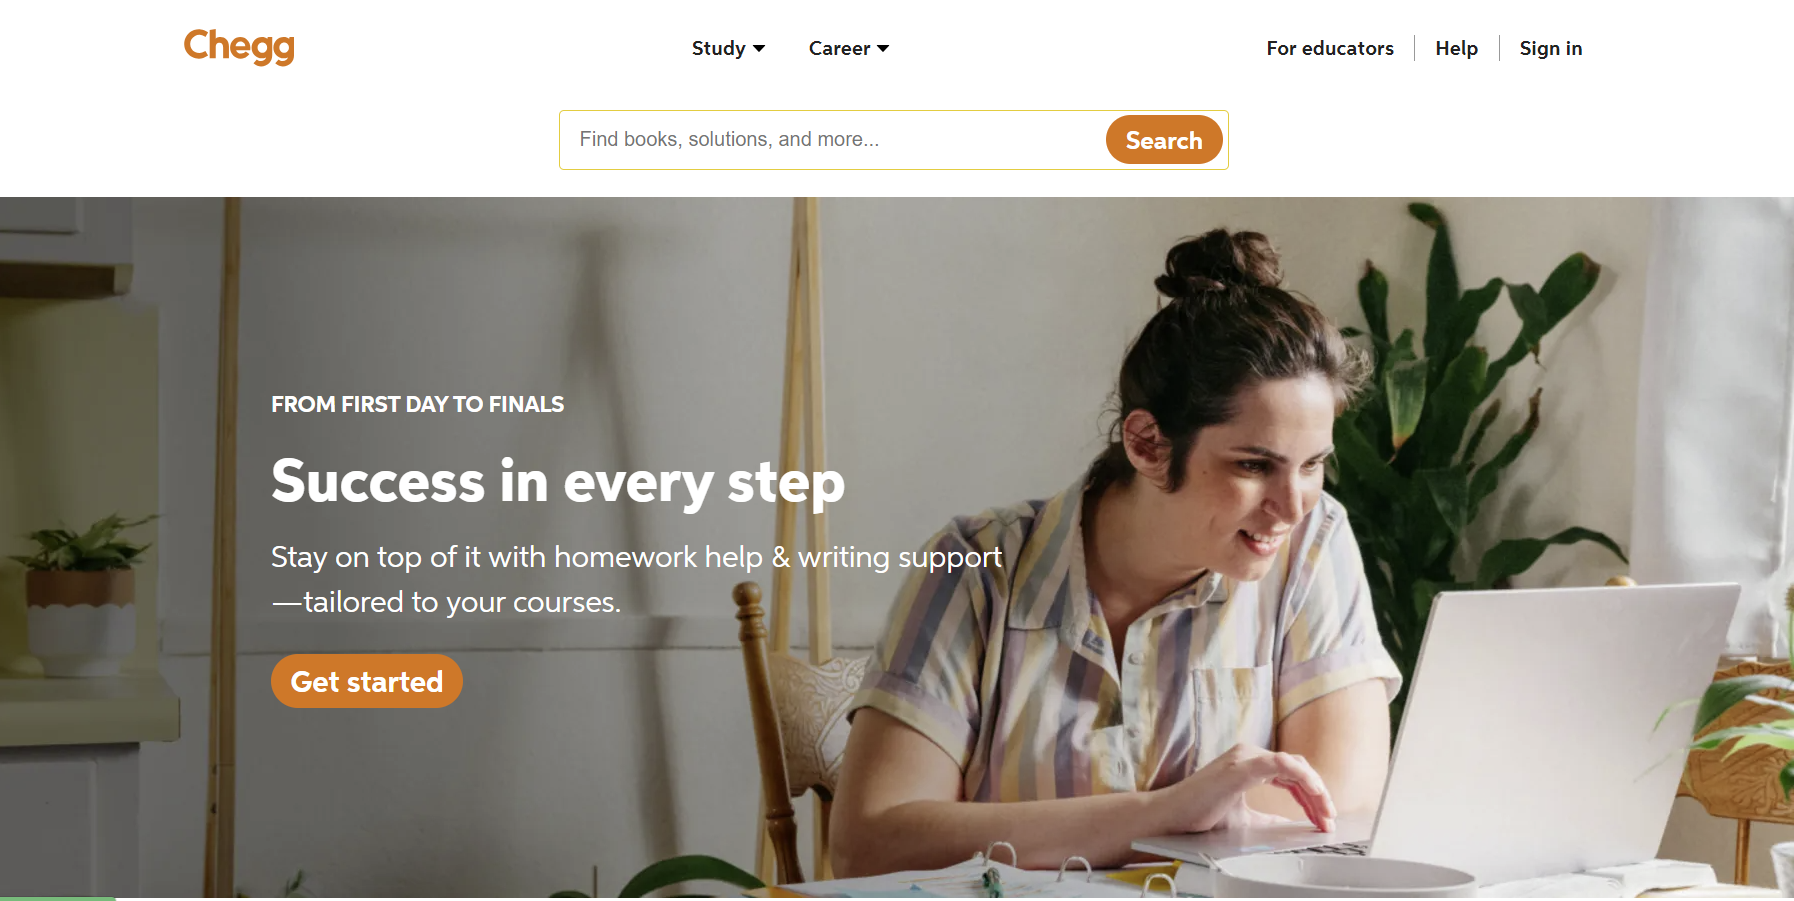 Chegg
Study
Career
For educators
Help
Sign in
Find books, solutions, and more...
Search
FROM FIRST DAY TO FINALS
Success in every step
Stay on top of it with homework help & writing support
—tailored to your courses.
Get started